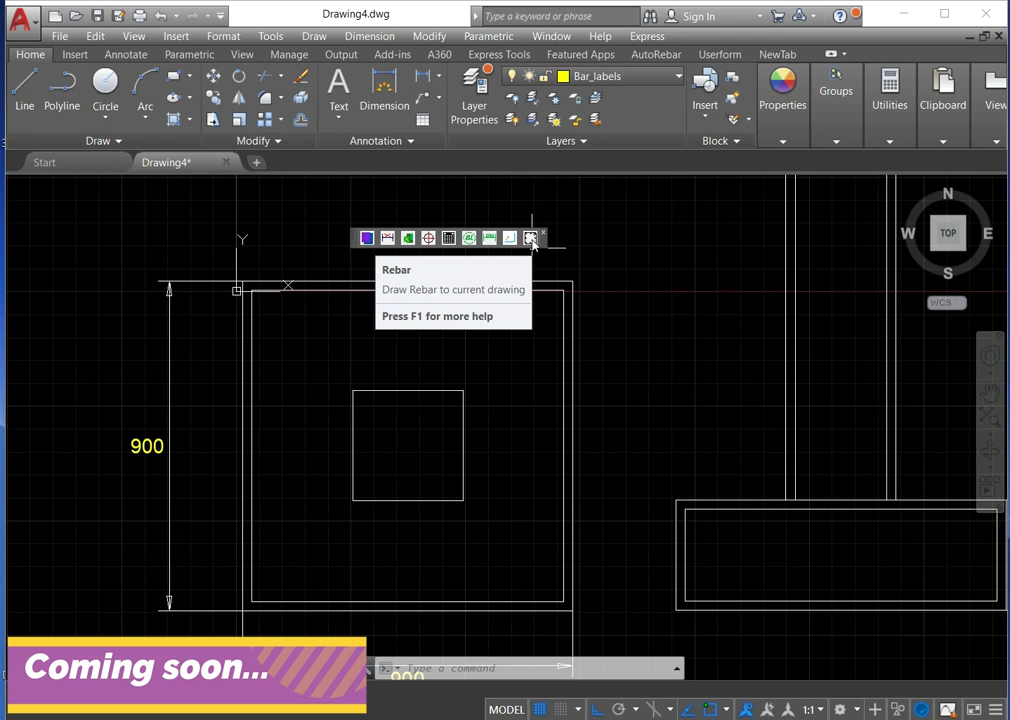 Drawing4.dwg
Type a keyword or phrase
Sign In
File Edit View Insert Format Tools Draw Dimension Modify Parametric Window Help Express
Home Insert Annotate Parametric View Manage Output Add-ins A360 Express Tools Featured Apps AutoRebar Userform NewTab
Bar_labels
Line Polyline Circle Arc
Text Dimension
Layer
Properties
Insert
Properties
Groups
Utilities
Clipboard
View
Draw
Modify
Annotation
Layers
Block
Start
Drawing4*
N
W
TOP
E
S
WCS
Y
X
Rebar
Draw Rebar to current drawing
Press F1 for more help
900
Coming soon...
Type a command
900
MODEL
1:1